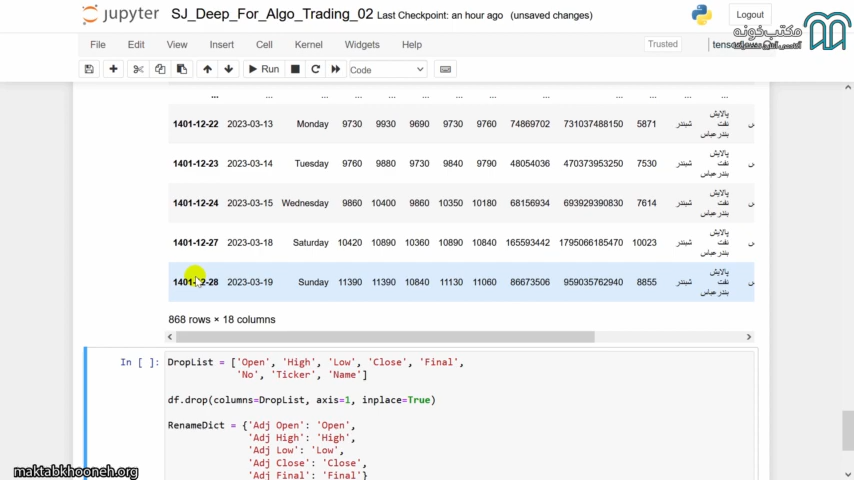 jupyter SJ_Deep_For_Algo_Trading_02 Last Checkpoint: an hour ago (unsaved changes)
Logout
مکتب‌خونه
File Edit View Insert Cell Kernel Widgets Help
Trusted
Run
Code
... ... ... ... ... ... ... ... ... ... ... ... ...
1401-12-22 2023-03-13 Monday 9730 9930 9690 9730 9760 74869702 731037488150 5871 شبندر پالایش نفت بندرعباس
1401-12-23 2023-03-14 Tuesday 9760 9880 9730 9840 9790 48054036 470373953250 7530 شبندر پالایش نفت بندرعباس
1401-12-24 2023-03-15 Wednesday 9860 10400 9860 10350 10180 68156934 693929390830 7614 شبندر پالایش نفت بندرعباس
1401-12-27 2023-03-18 Saturday 10420 10890 10360 10890 10840 165593442 1795066185470 10023 شبندر پالایش نفت بندرعباس
1401-12-28 2023-03-19 Sunday 11390 11390 10840 11130 11060 86673506 959035762940 8855 شبندر پالایش نفت بندرعباس
868 rows × 18 columns
In [ ]: DropList = ['Open', 'High', 'Low', 'Close', 'Final',
'No', 'Ticker', 'Name']
df.drop(columns=DropList, axis=1, inplace=True)
RenameDict = {'Adj Open': 'Open',
'Adj High': 'High',
'Adj Low': 'Low',
'Adj Close': 'Close',
'Adj Final': 'Final'}
maktabkhooneh.org